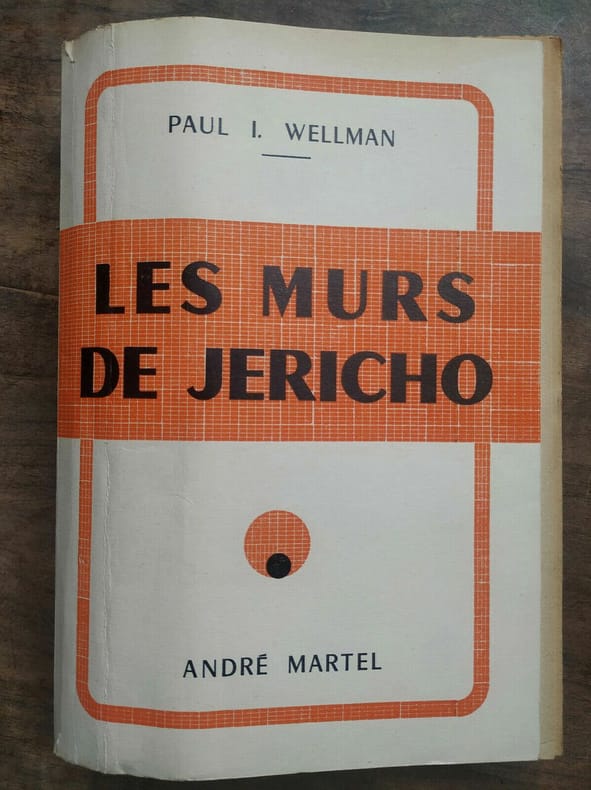 PAUL I. WELLMAN
LES MURS
DE JERICHO
ANDRÉ MARTEL